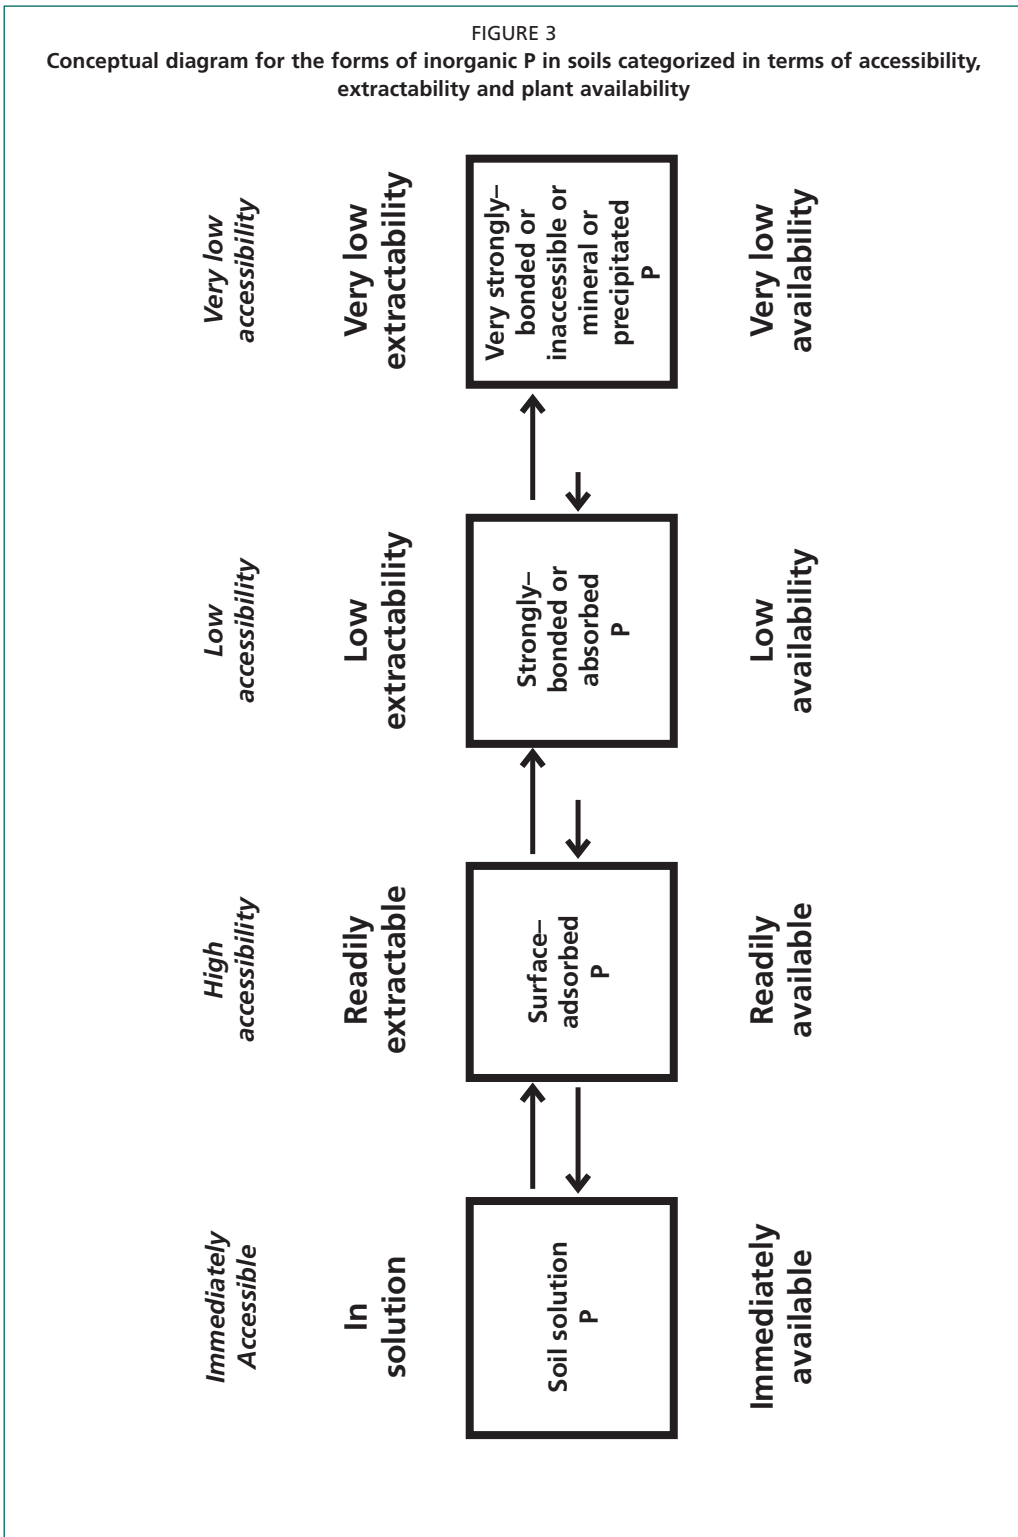 FIGURE 3
Conceptual diagram for the forms of inorganic P in soils categorized in terms of accessibility,
extractability and plant availability
Immediately
Accessible
High
accessibility
Low
accessibility
Very low
accessibility
In
solution
Readily
extractable
Low
extractability
Very low
extractability
Soil solution
P
Surface–
adsorbed
P
Strongly–
bonded or
absorbed
P
Very strongly–
bonded or
inaccessible or
mineral or
precipitated
P
Immediately
available
Readily
available
Low
availability
Very low
availability